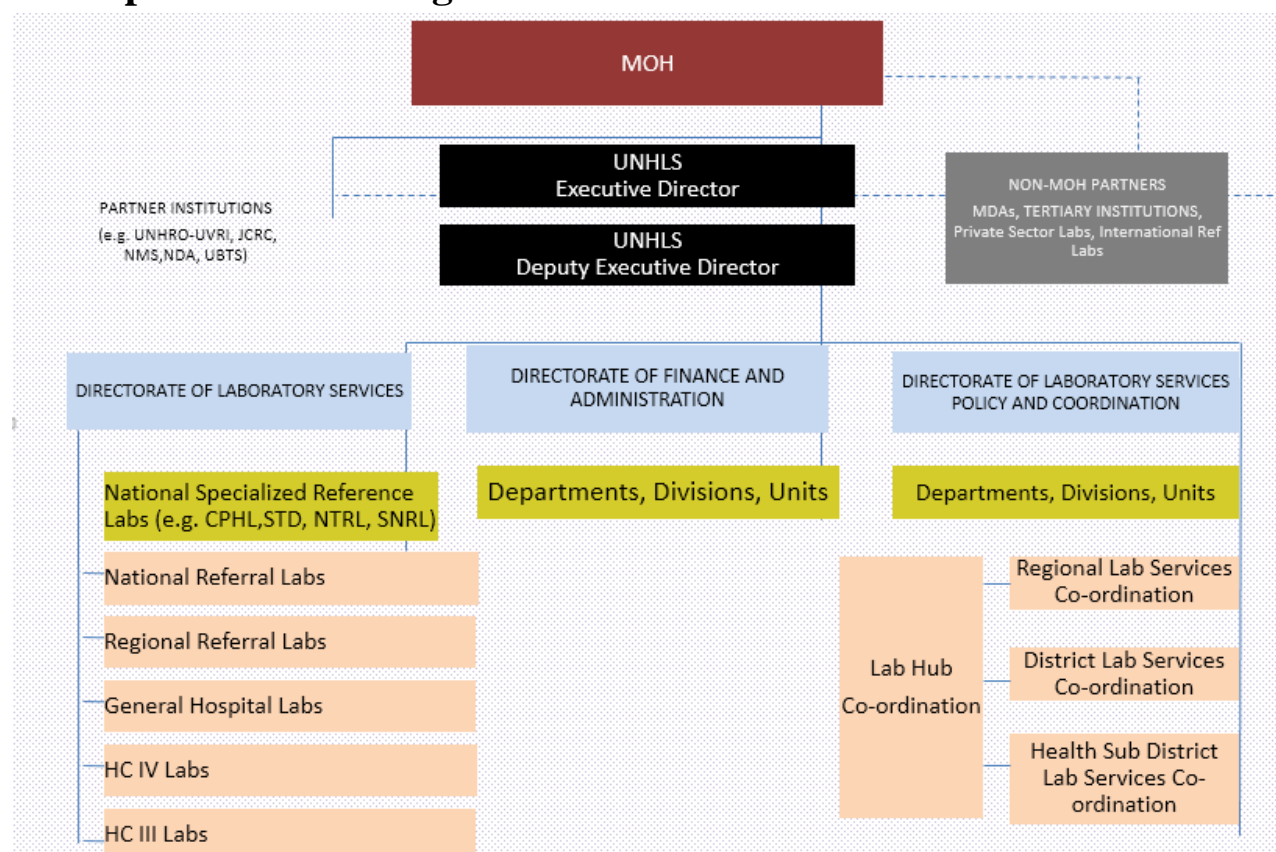 MOH
UNHLS
Executive Director
PARTNER INSTITUTIONS
(e.g. UNHRO-UVRI, JCRC,
NMS,NDA, UBTS)
UNHLS
Deputy Executive Director
NON-MOH PARTNERS
MDAs, TERTIARY INSTITUTIONS,
Private Sector Labs, International Ref
Labs
DIRECTORATE OF LABORATORY SERVICES
DIRECTORATE OF FINANCE AND
ADMINISTRATION
DIRECTORATE OF LABORATORY SERVICES
POLICY AND COORDINATION
National Specialized Reference
Labs (e.g. CPHL,STD, NTRL, SNRL)
Departments, Divisions, Units
Departments, Divisions, Units
National Referral Labs
Regional Referral Labs
General Hospital Labs
HC IV Labs
HC III Labs
Lab Hub
Co-ordination
Regional Lab Services
Co-ordination
District Lab Services
Co-ordination
Health Sub District
Lab Services Co-
ordination